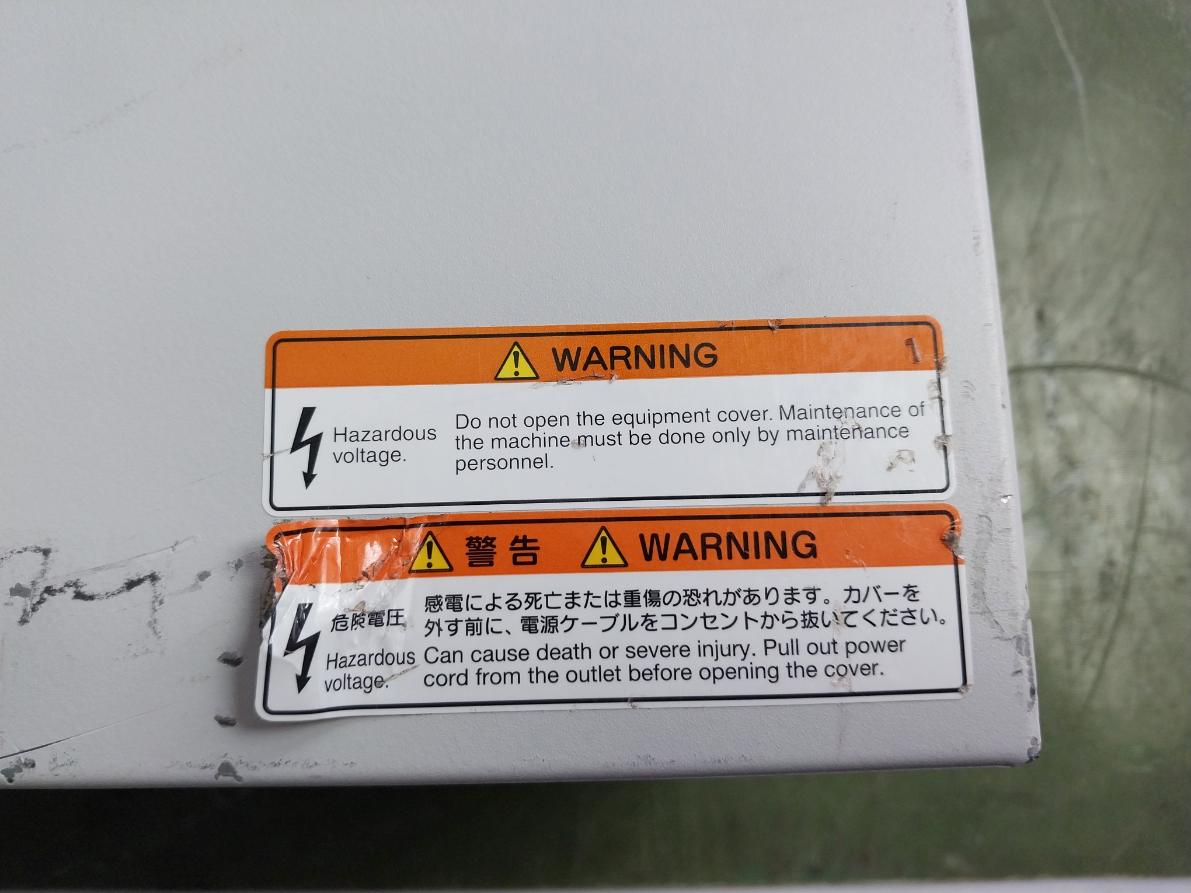 WARNING 1
Hazardous
voltage.
Do not open the equipment cover. Maintenance of
the machine must be done only by maintenance
personnel.
警告 WARNING
危険電圧
Hazardous
voltage.
感電による死亡または重傷の恐れがあります。カバーを
外す前に、電源ケーブルをコンセントから抜いてください。
Can cause death or severe injury. Pull out power
cord from the outlet before opening the cover.